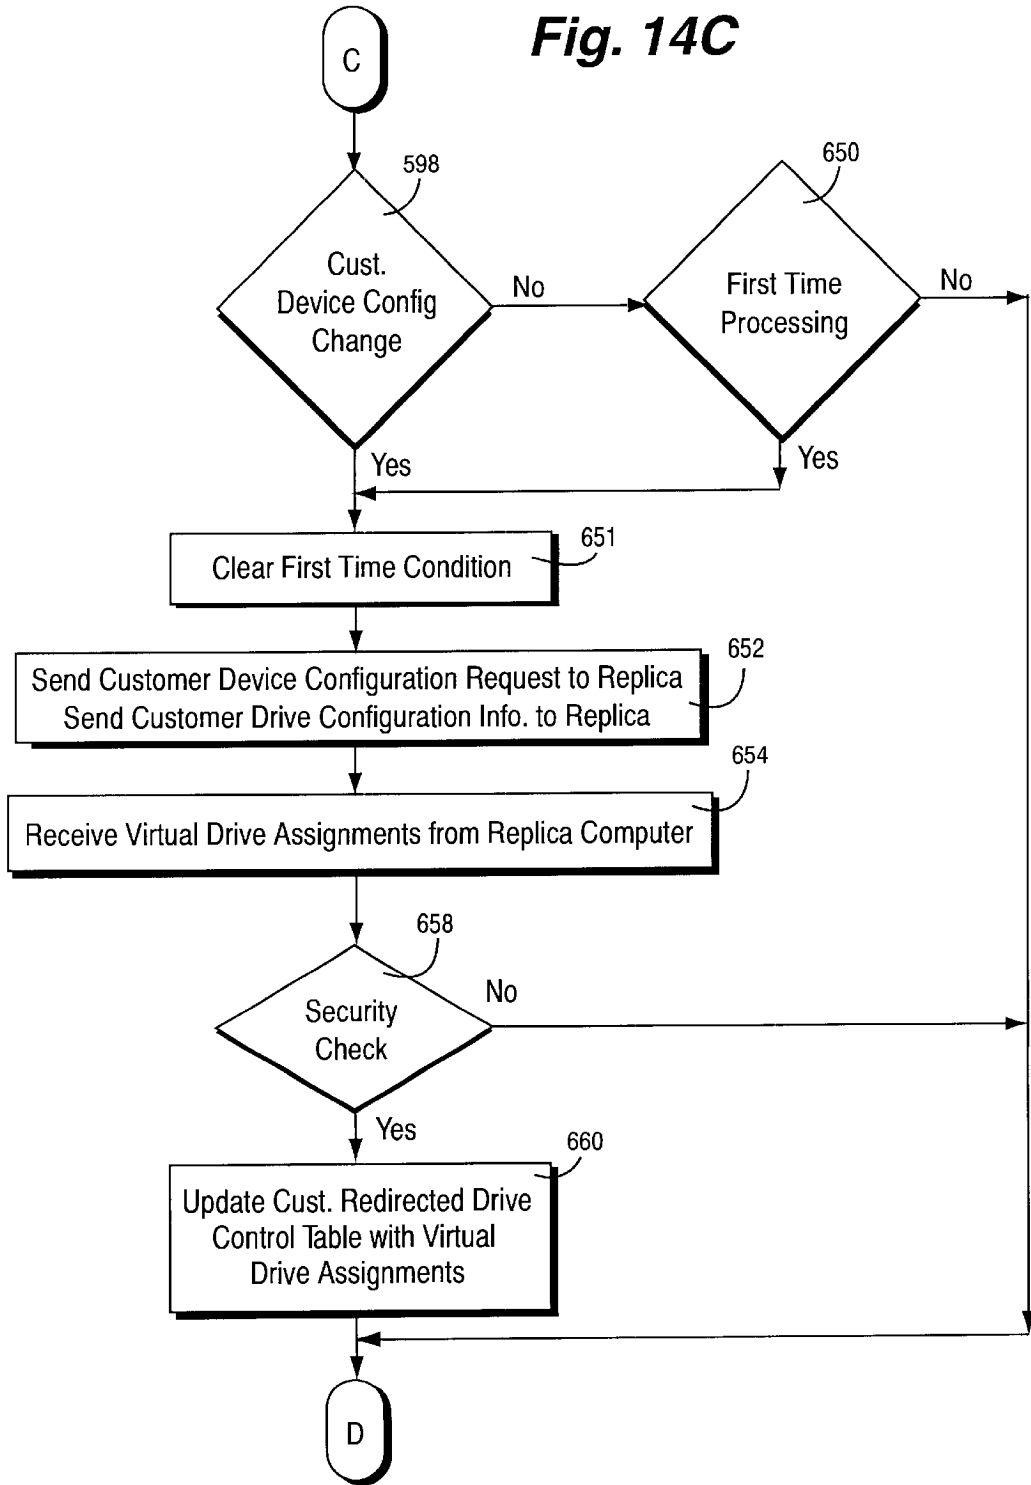 Fig. 14C
C
598
650
Cust.
Device Config
Change
No
First Time
Processing
No
Yes
Yes
651
Clear First Time Condition
652
Send Customer Device Configuration Request to Replica
Send Customer Drive Configuration Info. to Replica
654
Receive Virtual Drive Assignments from Replica Computer
658
Security
Check
No
Yes
660
Update Cust. Redirected Drive
Control Table with Virtual
Drive Assignments
D